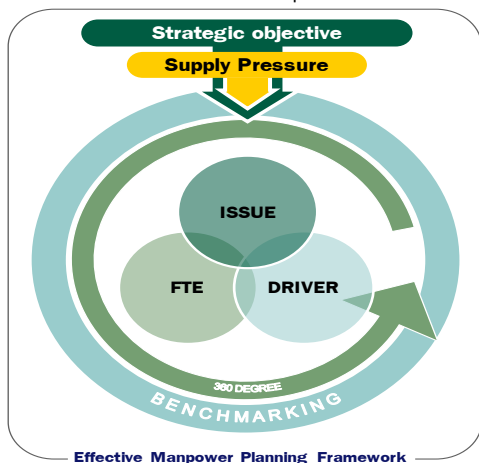 Strategic objective
Supply Pressure
ISSUE
FTE
DRIVER
360 DEGREE
BENCHMARKING
Effective Manpower Planning Framework